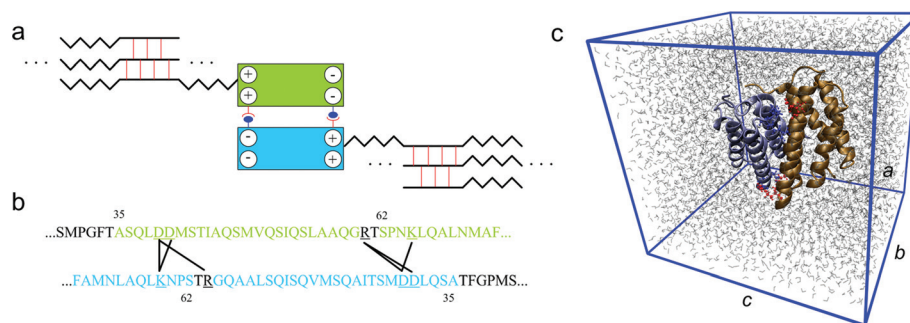 a
... ...
+ -
+ -
- +
- +
... ...
b
35 62
...SMPGFTASQLDDMSTIAQSMVQSIQSLAAQGRTSPNKLQALNMAF...
...FAMNLAQLKNPSTRGQAALSQISQVMSQAITSMDDLQSATFGPMS...
62 35
c
a
b
c